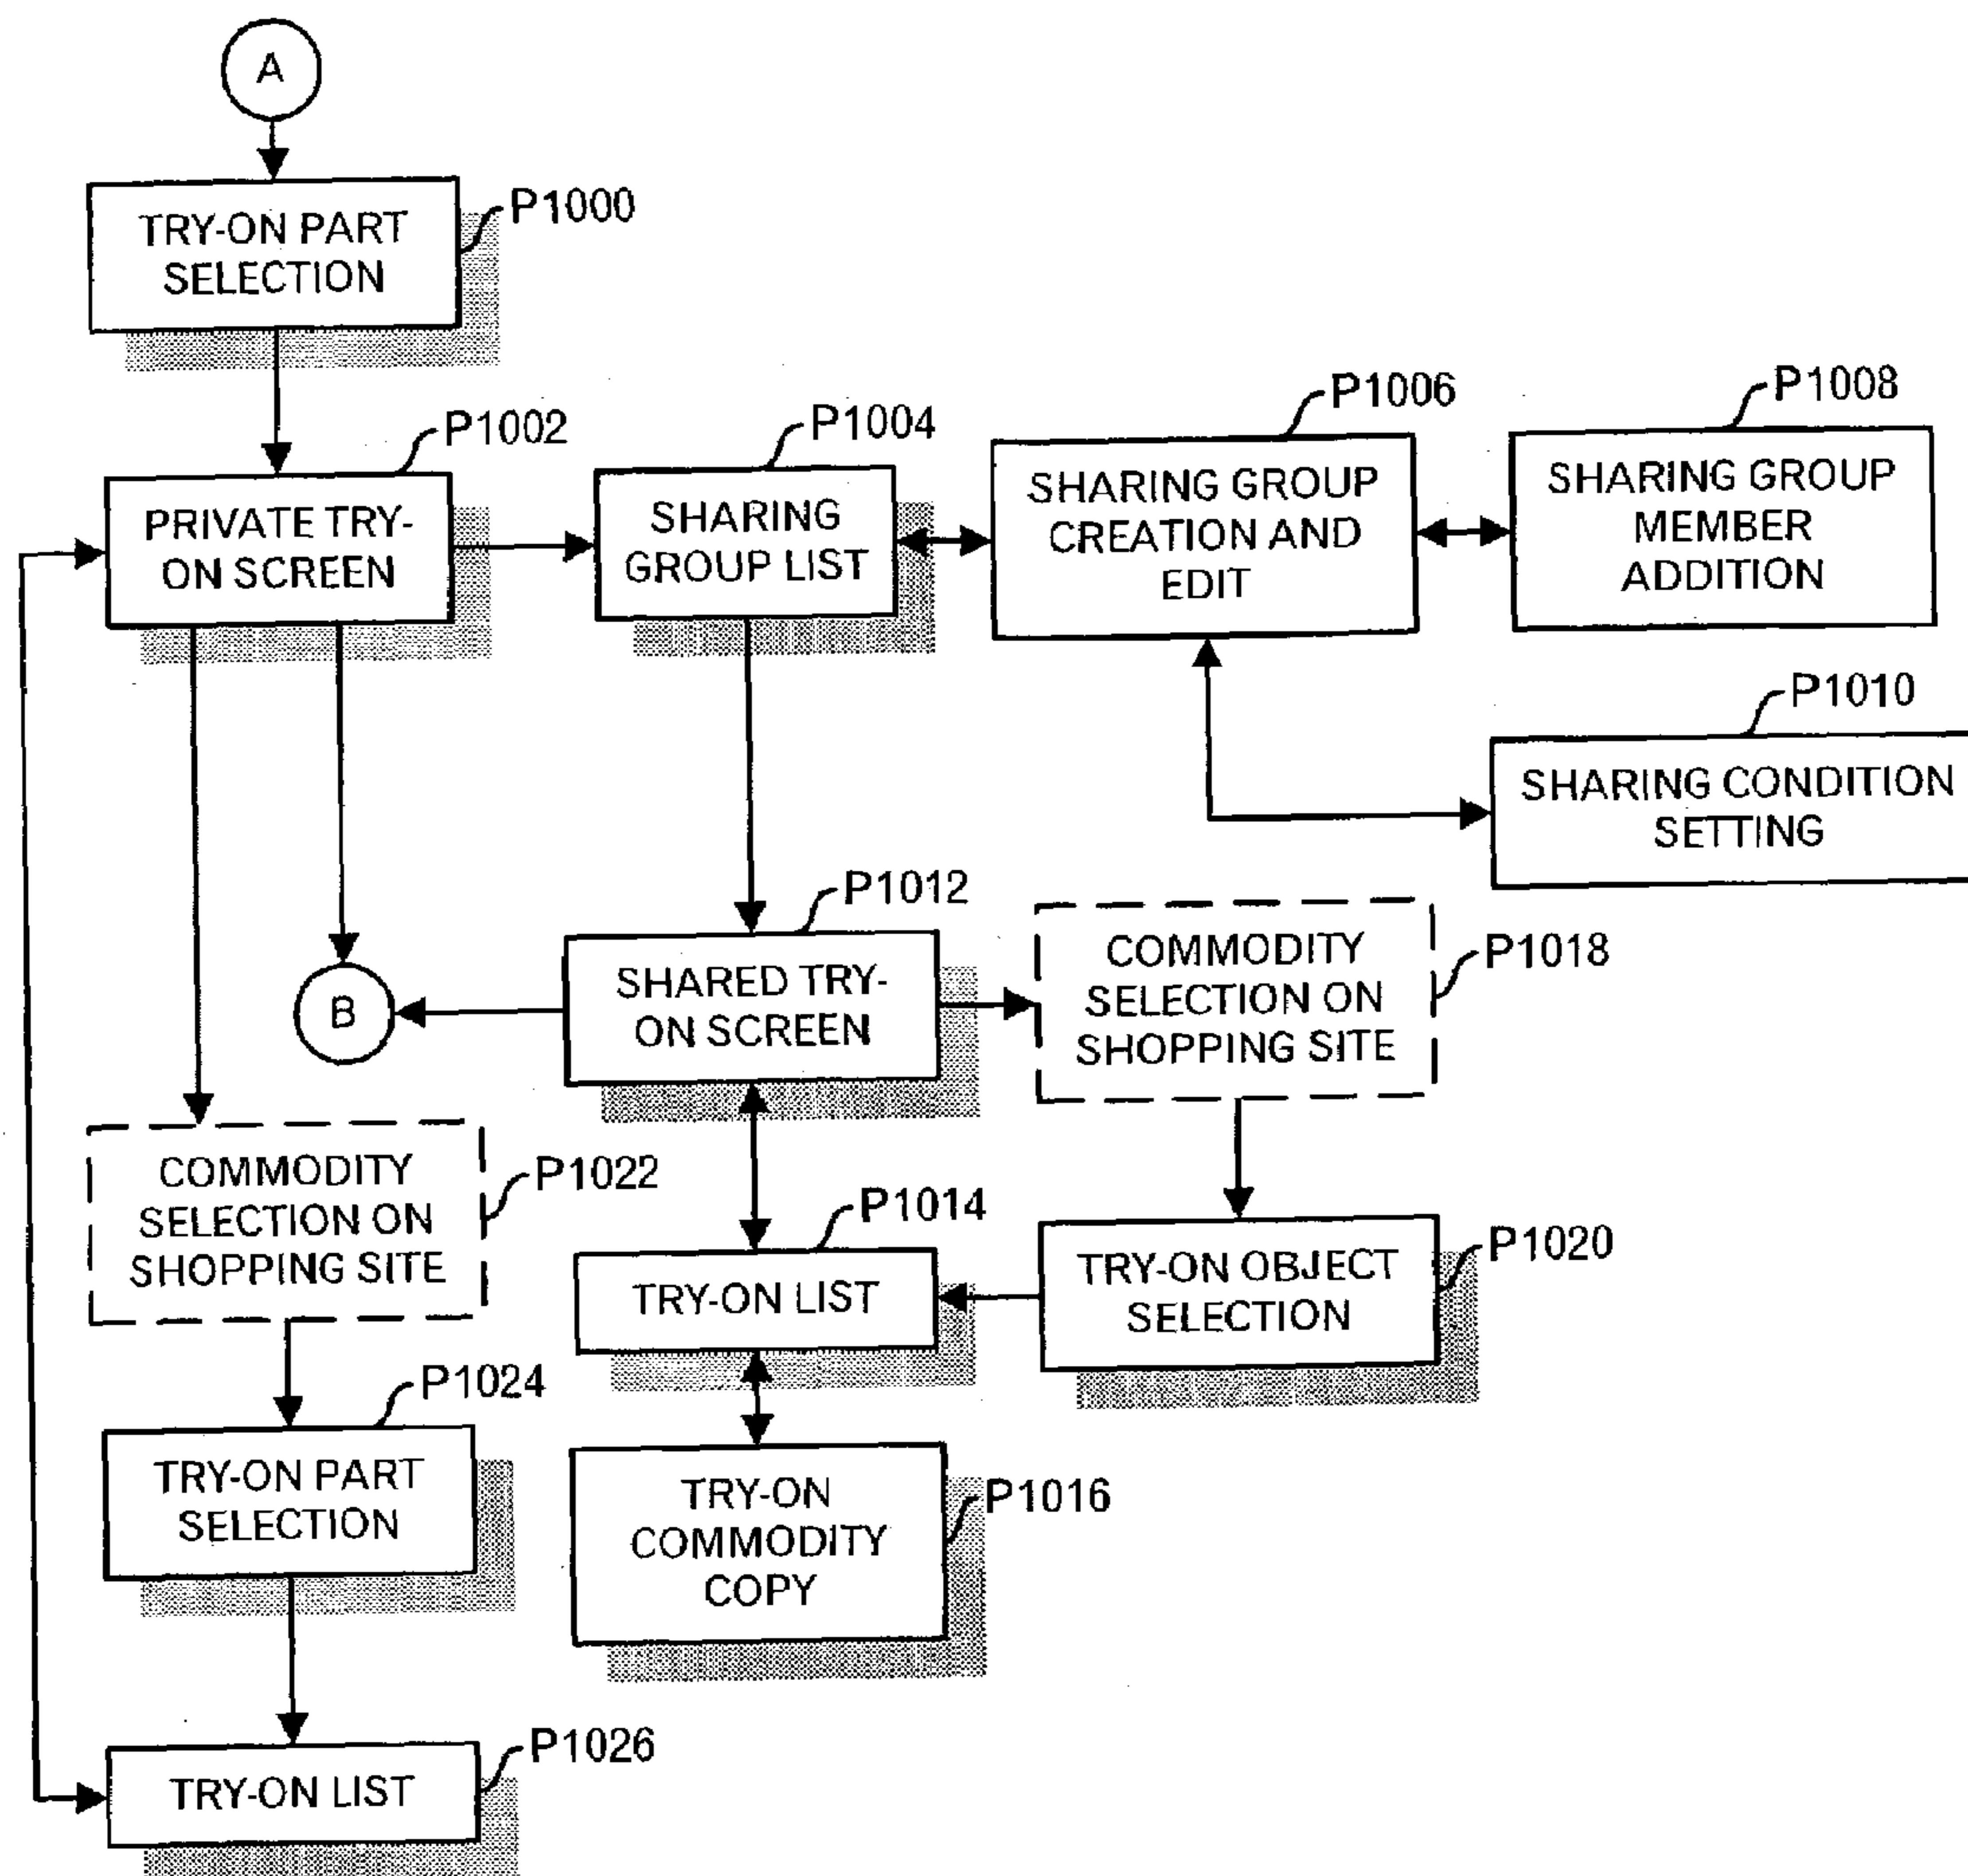 A
P1000
TRY-ON PART
SELECTION
P1002
PRIVATE TRY-
ON SCREEN
P1004
SHARING
GROUP LIST
P1006
SHARING GROUP
CREATION AND
EDIT
P1008
SHARING GROUP
MEMBER
ADDITION
P1010
SHARING CONDITION
SETTING
P1012
SHARED TRY-
ON SCREEN
B
P1018
COMMODITY
SELECTION ON
SHOPPING SITE
P1022
COMMODITY
SELECTION ON
SHOPPING SITE
P1014
TRY-ON LIST
P1020
TRY-ON OBJECT
SELECTION
P1024
TRY-ON PART
SELECTION
P1016
TRY-ON
COMMODITY
COPY
P1026
TRY-ON LIST